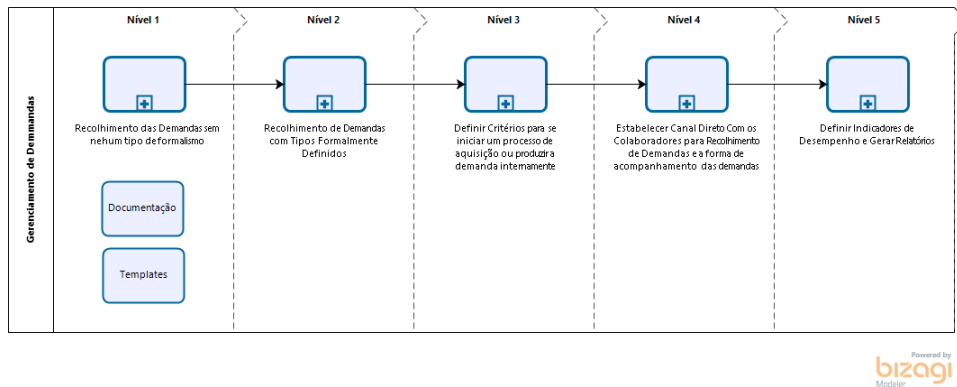 Nível 1
Nível 2
Nível 3
Nível 4
Nível 5
Gerenciamento de Demmandas
Recolhimento das Demandas sem
nehum tipo de formalismo
Recolhimento de Demandas
com Tipos Formalmente
Definidos
Definir Critérios para se
iniciar um processo de
aquisição ou produzir a
demanda internamente
Estabelecer Canal Direto Com os
Colaboradores para Recolhimento
de Demandas e a forma de
acompanhamento das demandas
Definir Indicadores de
Desempenho e Gerar Relatórios
Documentação
Templates
Powered by
bizagi
Modeler